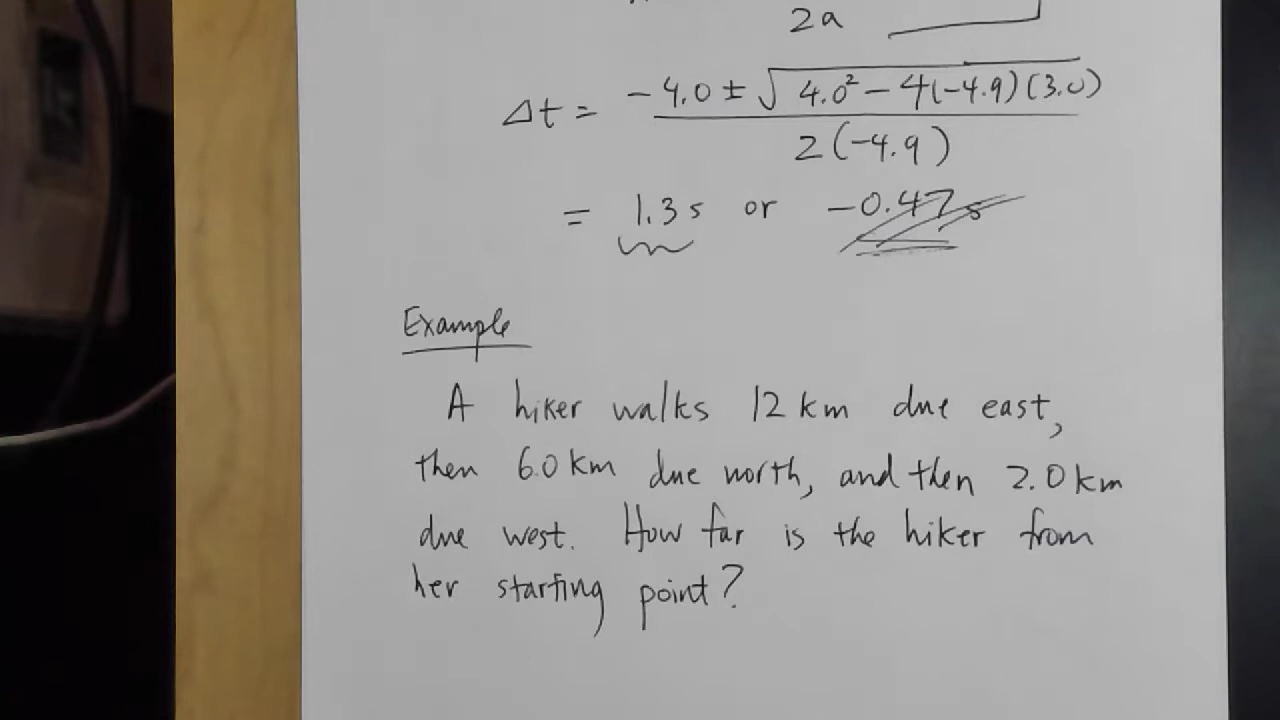 2a
Δt = -4.0 ± √4.0² - 4(-4.9)(3.0)
2(-4.9)
= 1.3s or -0.47s
Example
A hiker walks 12 km due east,
then 6.0 km due north, and then 2.0 km
due west. How far is the hiker from
her starting point?